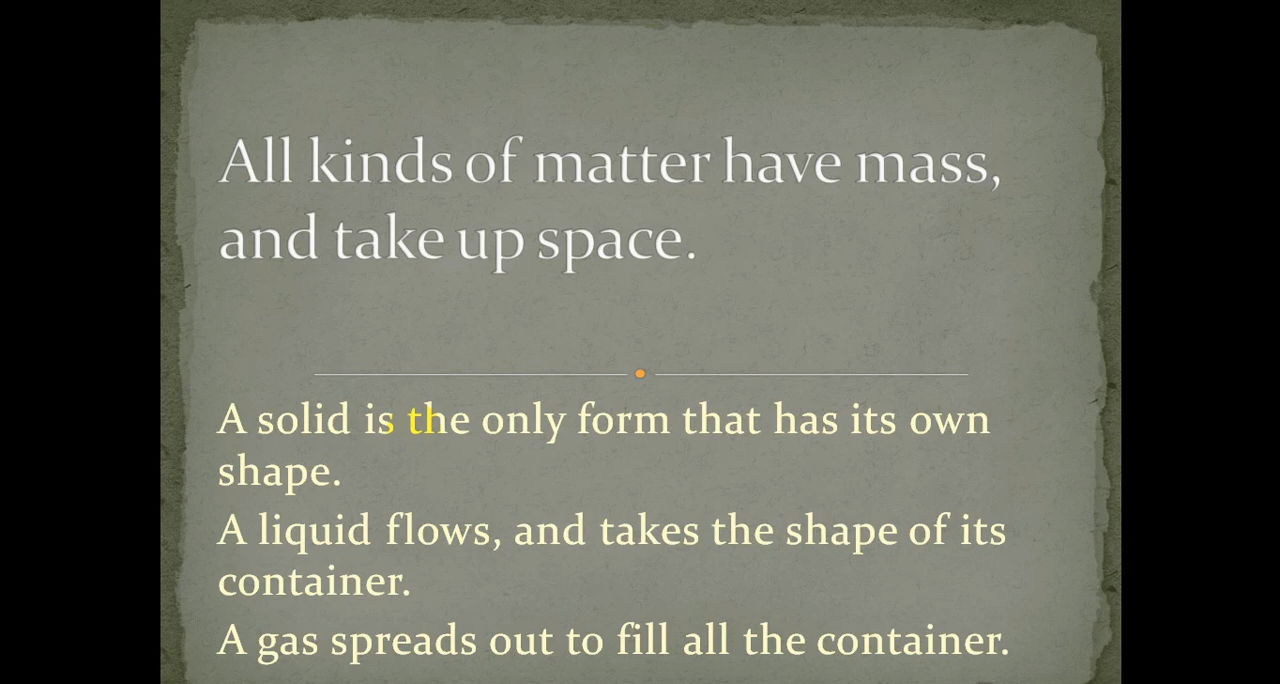 All kinds of matter have mass,
and take up space.
A solid is the only form that has its own
shape.
A liquid flows, and takes the shape of its
container.
A gas spreads out to fill all the container.